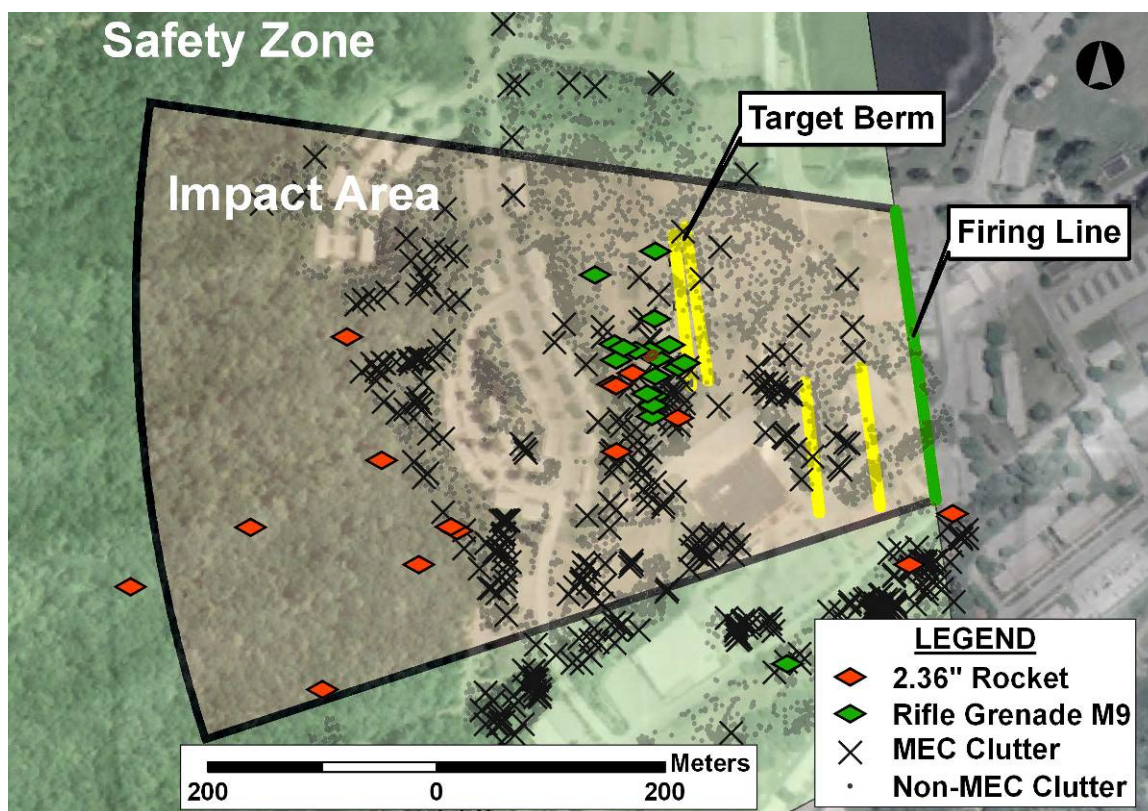 Safety Zone
Target Berm
Impact Area
Firing Line
LEGEND
2.36" Rocket
Rifle Grenade M9
MEC Clutter
Non-MEC Clutter
Meters
200 0 200